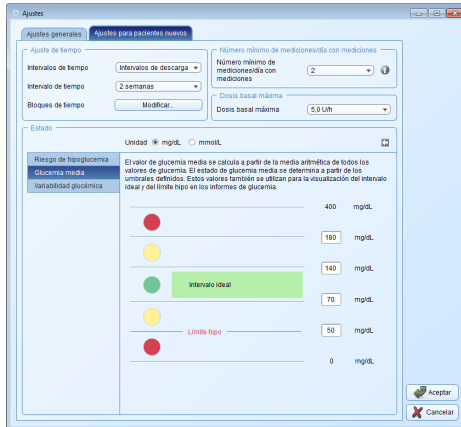 Ajustes
Ajustes generales
Ajustes para pacientes nuevos
Ajuste de tiempo
Intervalos de tiempo
Intervalos de descarga
Intervalo de tiempo
2 semanas
Bloques de tiempo
Modificar...
Número mínimo de mediciones/día con mediciones
Número mínimo de
mediciones/día con
mediciones
2
Dosis basal máxima
Dosis basal máxima
5,0 U/h
Estado
Unidad mg/dL mmol/L
Riesgo de hipoglucemia
Glucemia media
Variabilidad glucémica
El valor de glucemia media se calcula a partir de la media aritmética de todos los
valores de glucemia. El estado de glucemia media se determina a partir de los
umbrales definidos. Estos valores también se utilizan para la visualización del intervalo
ideal y del límite hipo en los informes de glucemia.
400 mg/dL
180 mg/dL
140 mg/dL
Intervalo ideal
70 mg/dL
Límite hipo
50 mg/dL
0 mg/dL
Aceptar
Cancelar